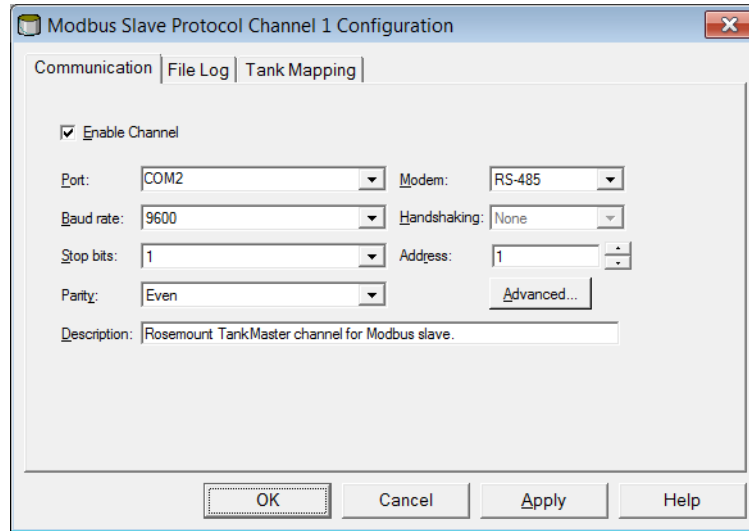 Modbus Slave Protocol Channel 1 Configuration
Communication File Log Tank Mapping
Enable Channel
Port: COM2 Modem: RS-485
Baud rate: 9600 Handshaking: None
Stop bits: 1 Address: 1
Parity: Even Advanced...
Description: Rosemount TankMaster channel for Modbus slave.
OK Cancel Apply Help